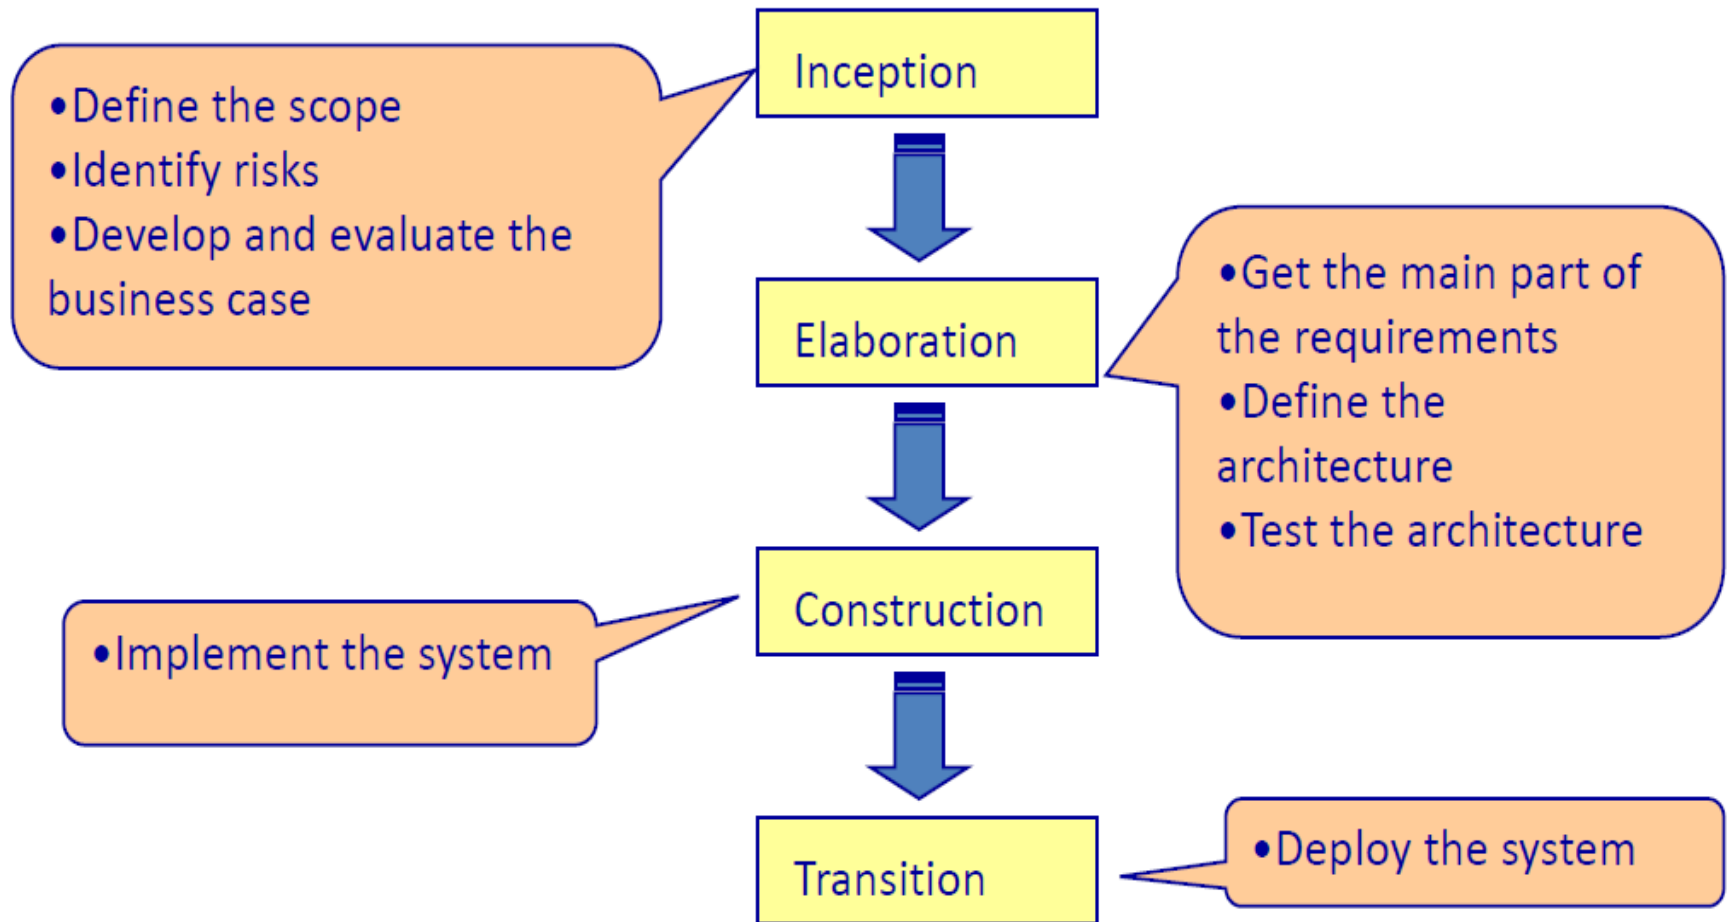 Inception
•Define the scope
•Identify risks
•Develop and evaluate the
business case
Elaboration
•Get the main part of
the requirements
•Define the
architecture
•Test the architecture
Construction
•Implement the system
Transition
•Deploy the system